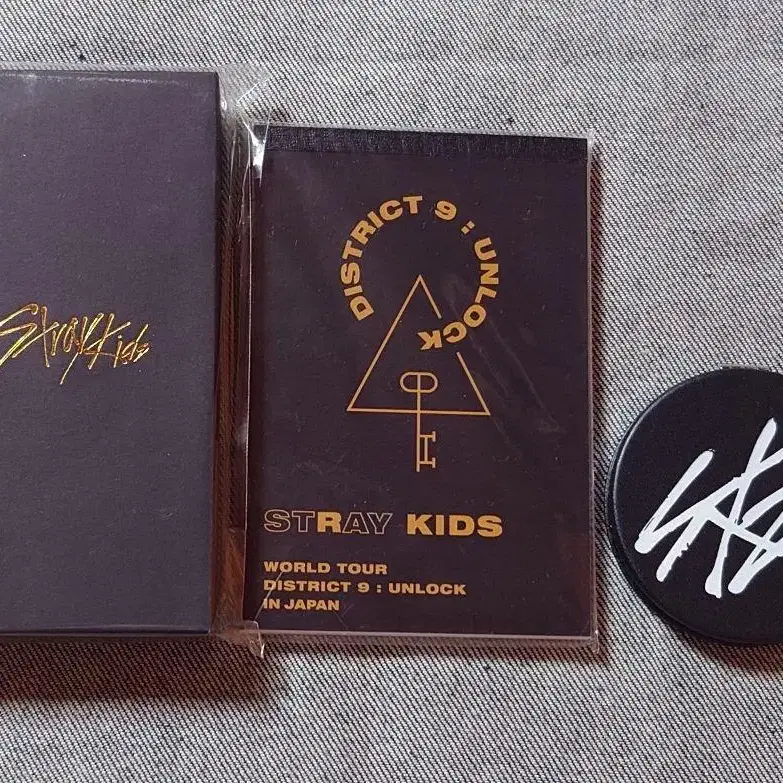 Stray Kids
DISTRICT 9 : UNLOCK
STRAY KIDS
WORLD TOUR
DISTRICT 9 : UNLOCK
IN JAPAN